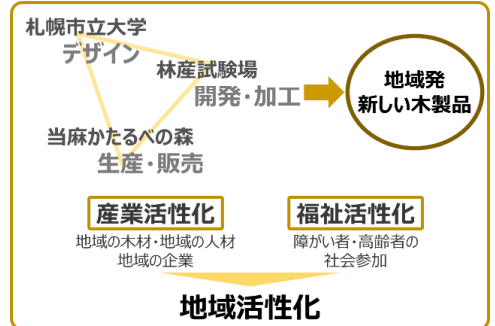 札幌市立大学
デザイン
林産試験場
開発・加工
地域発
新しい木製品
当麻かたるべの森
生産・販売
産業活性化
地域の木材・地域の人材
地域の企業
福祉活性化
障がい者・高齢者の
社会参加
地域活性化